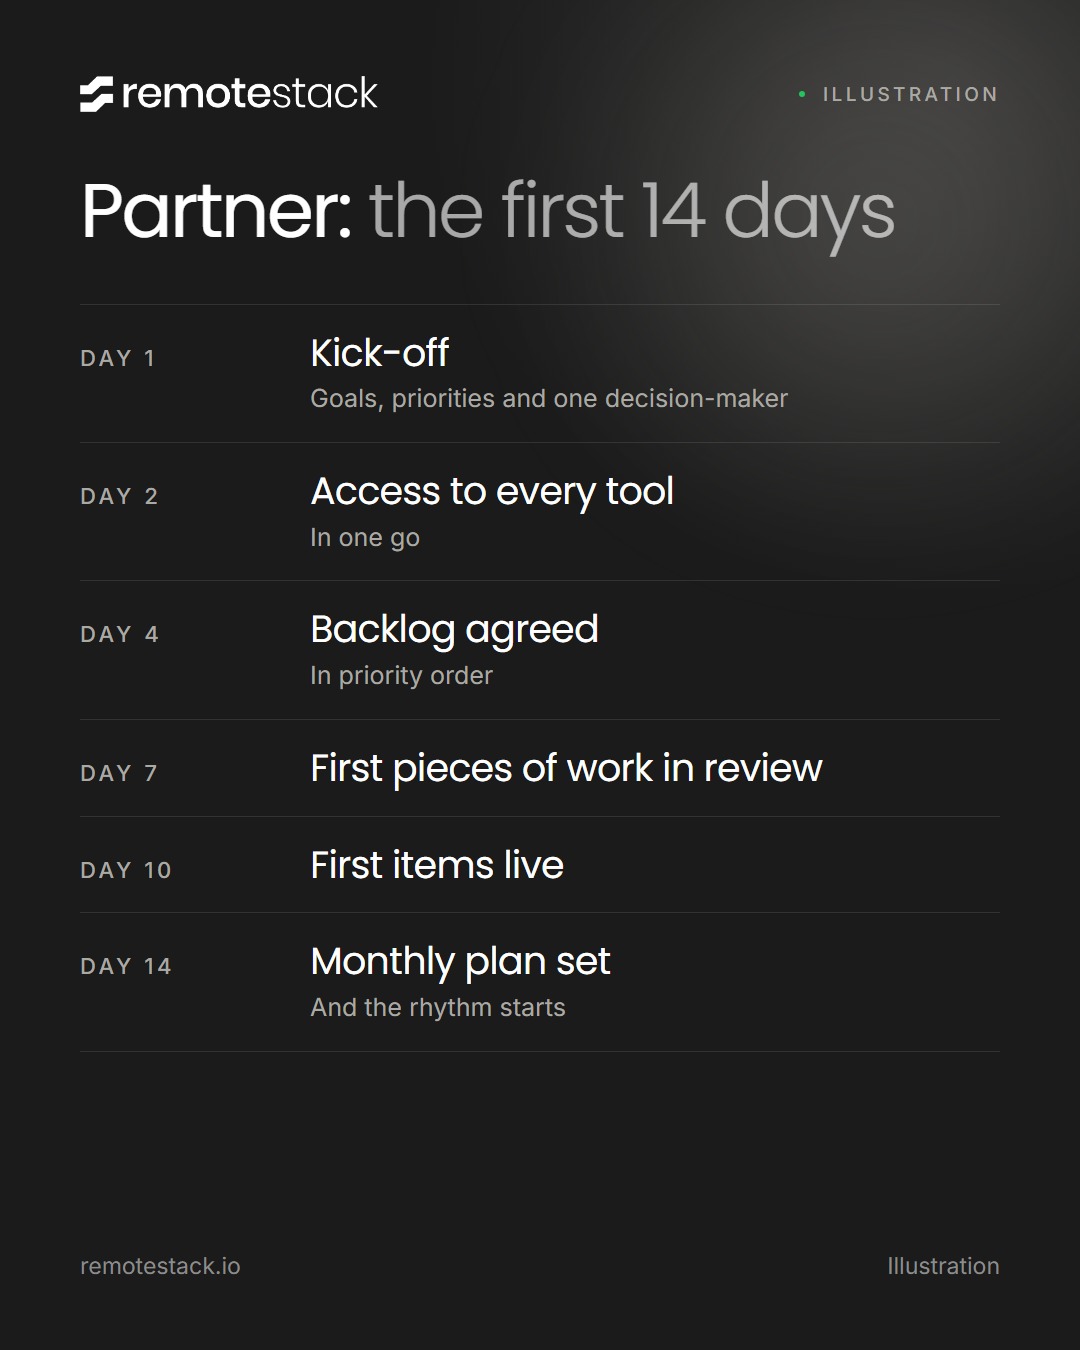 remotestack
ILLUSTRATION
Partner: the first 14 days
DAY 1
Kick-off
Goals, priorities and one decision-maker
DAY 2
Access to every tool
In one go
DAY 4
Backlog agreed
In priority order
DAY 7
First pieces of work in review
DAY 10
First items live
DAY 14
Monthly plan set
And the rhythm starts
remotestack.io
Illustration